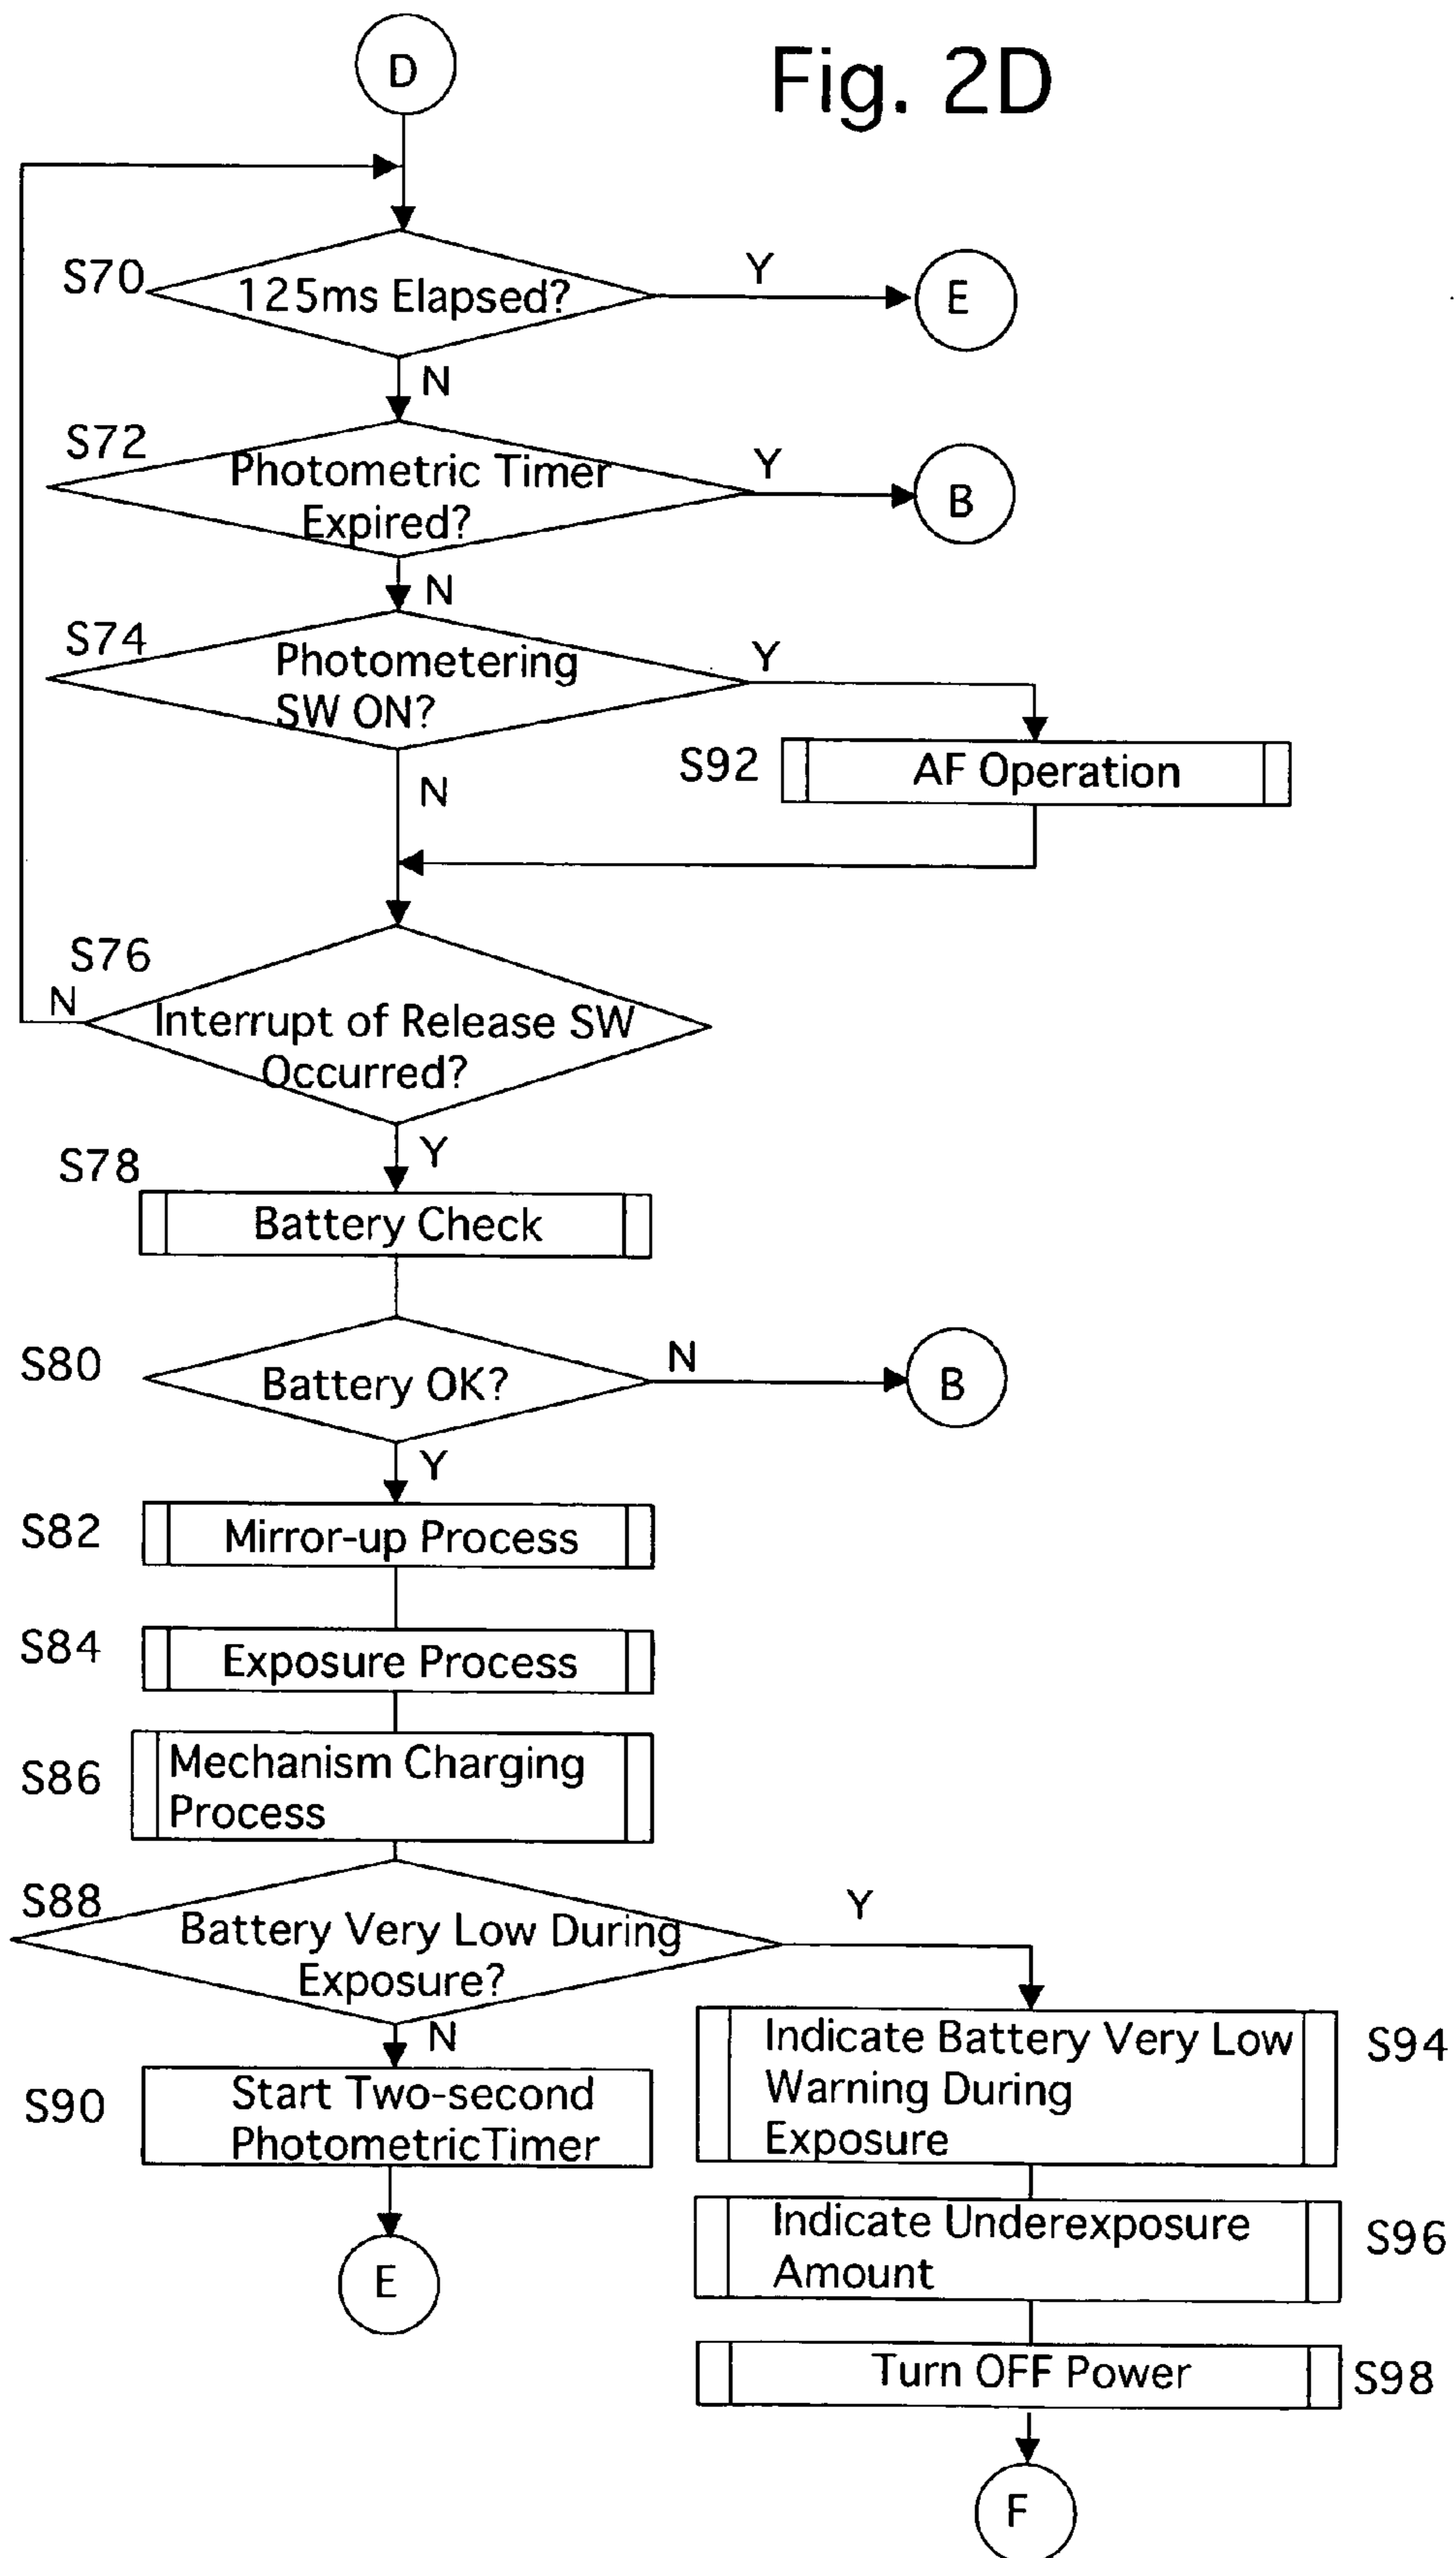 D
Fig. 2D
S70
125ms Elapsed?
Y
E
N
S72
Photometric Timer
Expired?
Y
B
N
S74
Photometering
SW ON?
Y
S92
AF Operation
N
S76
N
Interrupt of Release SW
Occurred?
Y
S78
Battery Check
S80
Battery OK?
N
B
Y
S82
Mirror-up Process
S84
Exposure Process
S86
Mechanism Charging
Process
S88
Battery Very Low During
Exposure?
Y
N
S90
Start Two-second
PhotometricTimer
E
Indicate Battery Very Low
Warning During
Exposure
S94
Indicate Underexposure
Amount
S96
Turn OFF Power
S98
F